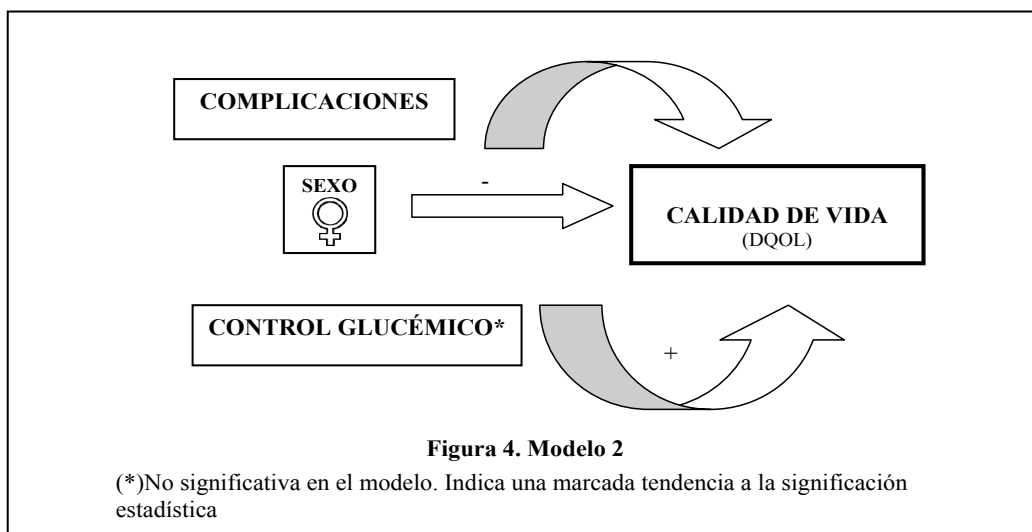 COMPLICACIONES
SEXO
-
CALIDAD DE VIDA
(DQOL)
CONTROL GLUCÉMICO*
+
Figura 4. Modelo 2
(*)No significativa en el modelo. Indica una marcada tendencia a la significación
estadística